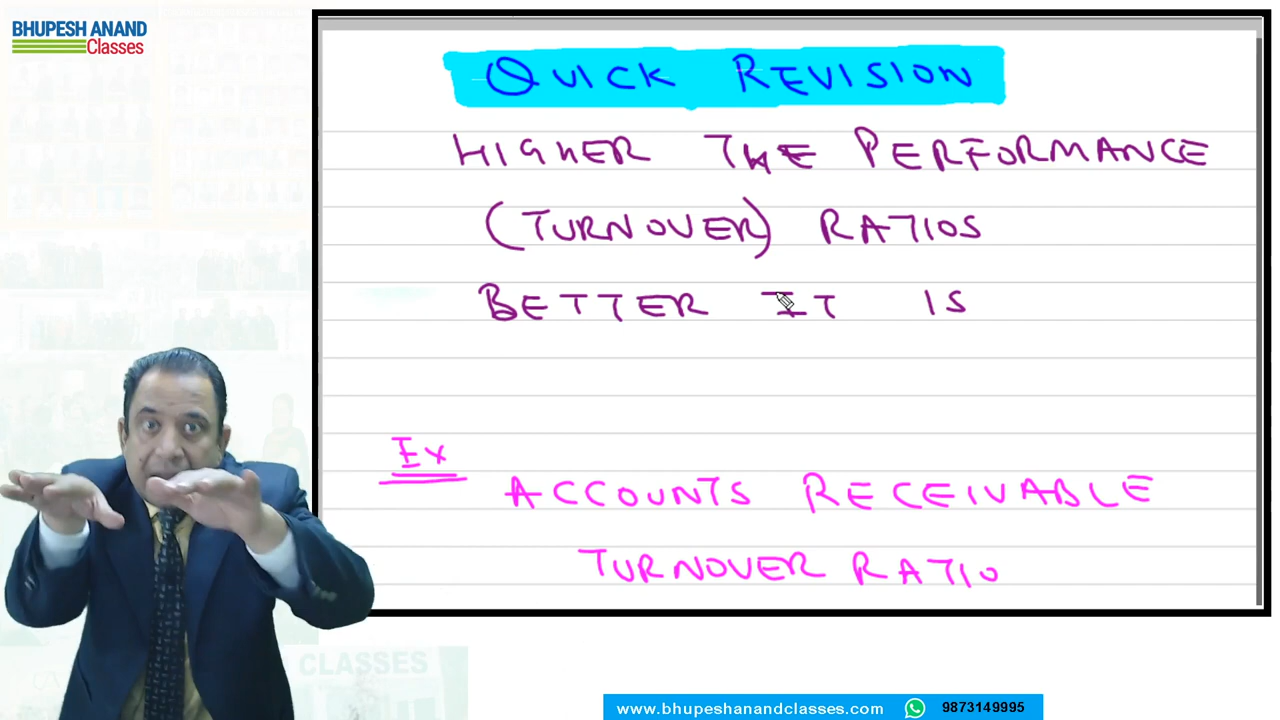 BHUPESH ANAND
Classes
QUICK REVISION
HIGHER THE PERFORMANCE
(TURNOVER) RATIOS
BETTER IT IS
Ex
ACCOUNTS RECEIVABLE
TURNOVER RATIO
CLASSES
www.bhupeshanandclasses.com 9873149995